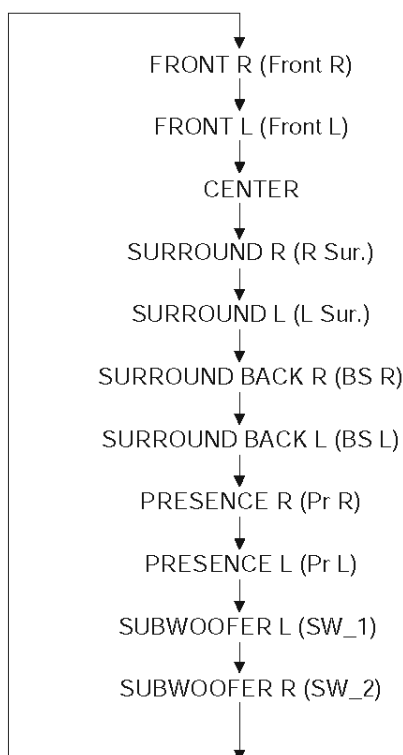 FRONT R (Front R)
FRONT L (Front L)
CENTER
SURROUND R (R Sur.)
SURROUND L (L Sur.)
SURROUND BACK R (BS R)
SURROUND BACK L (BS L)
PRESENCE R (Pr R)
PRESENCE L (Pr L)
SUBWOOFER L (SW_1)
SUBWOOFER R (SW_2)